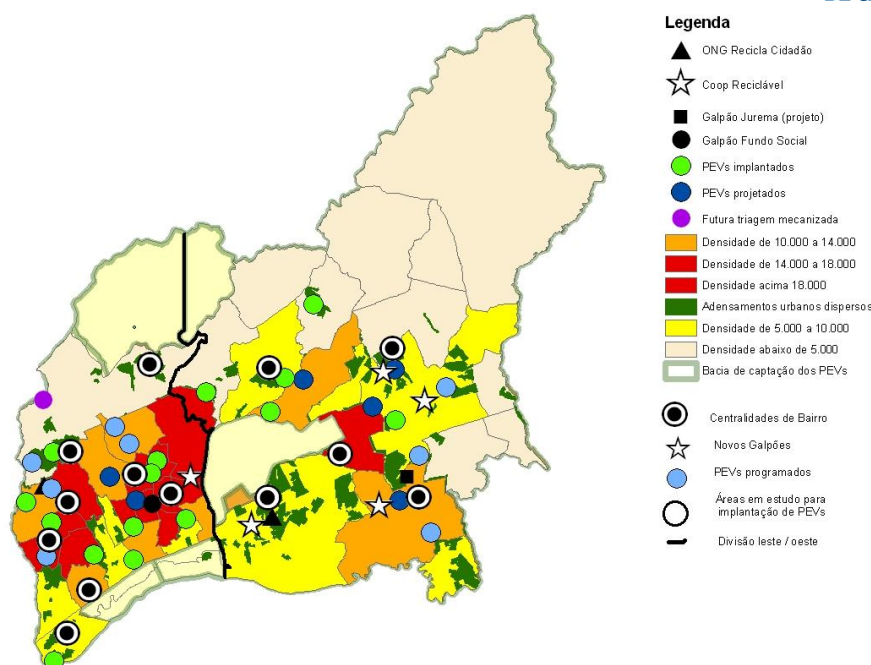 Legenda
ONG Recicla Cidadão
Coop Reciclável
Galpão Jurema (projeto)
Galpão Fundo Social
PEVs implantados
PEVs projetados
Futura triagem mecanizada
Densidade de 10.000 a 14.000
Densidade de 14.000 a 18.000
Densidade acima 18.000
Adensamentos urbanos dispersos
Densidade de 5.000 a 10.000
Densidade abaixo de 5.000
Bacia de captação dos PEVs
Centralidades de Bairro
Novos Galpões
PEVs programados
Áreas em estudo para
implantação de PEVs
Divisão leste / oeste